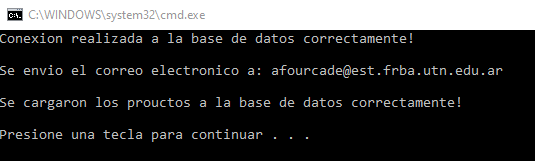 C:\WINDOWS\system32\cmd.exe
Conexion realizada a la base de datos correctamente!
Se envio el correo electronico a: afourcade@est.frba.utn.edu.ar
Se cargaron los prouctos a la base de datos correctamente!
Presione una tecla para continuar . . .